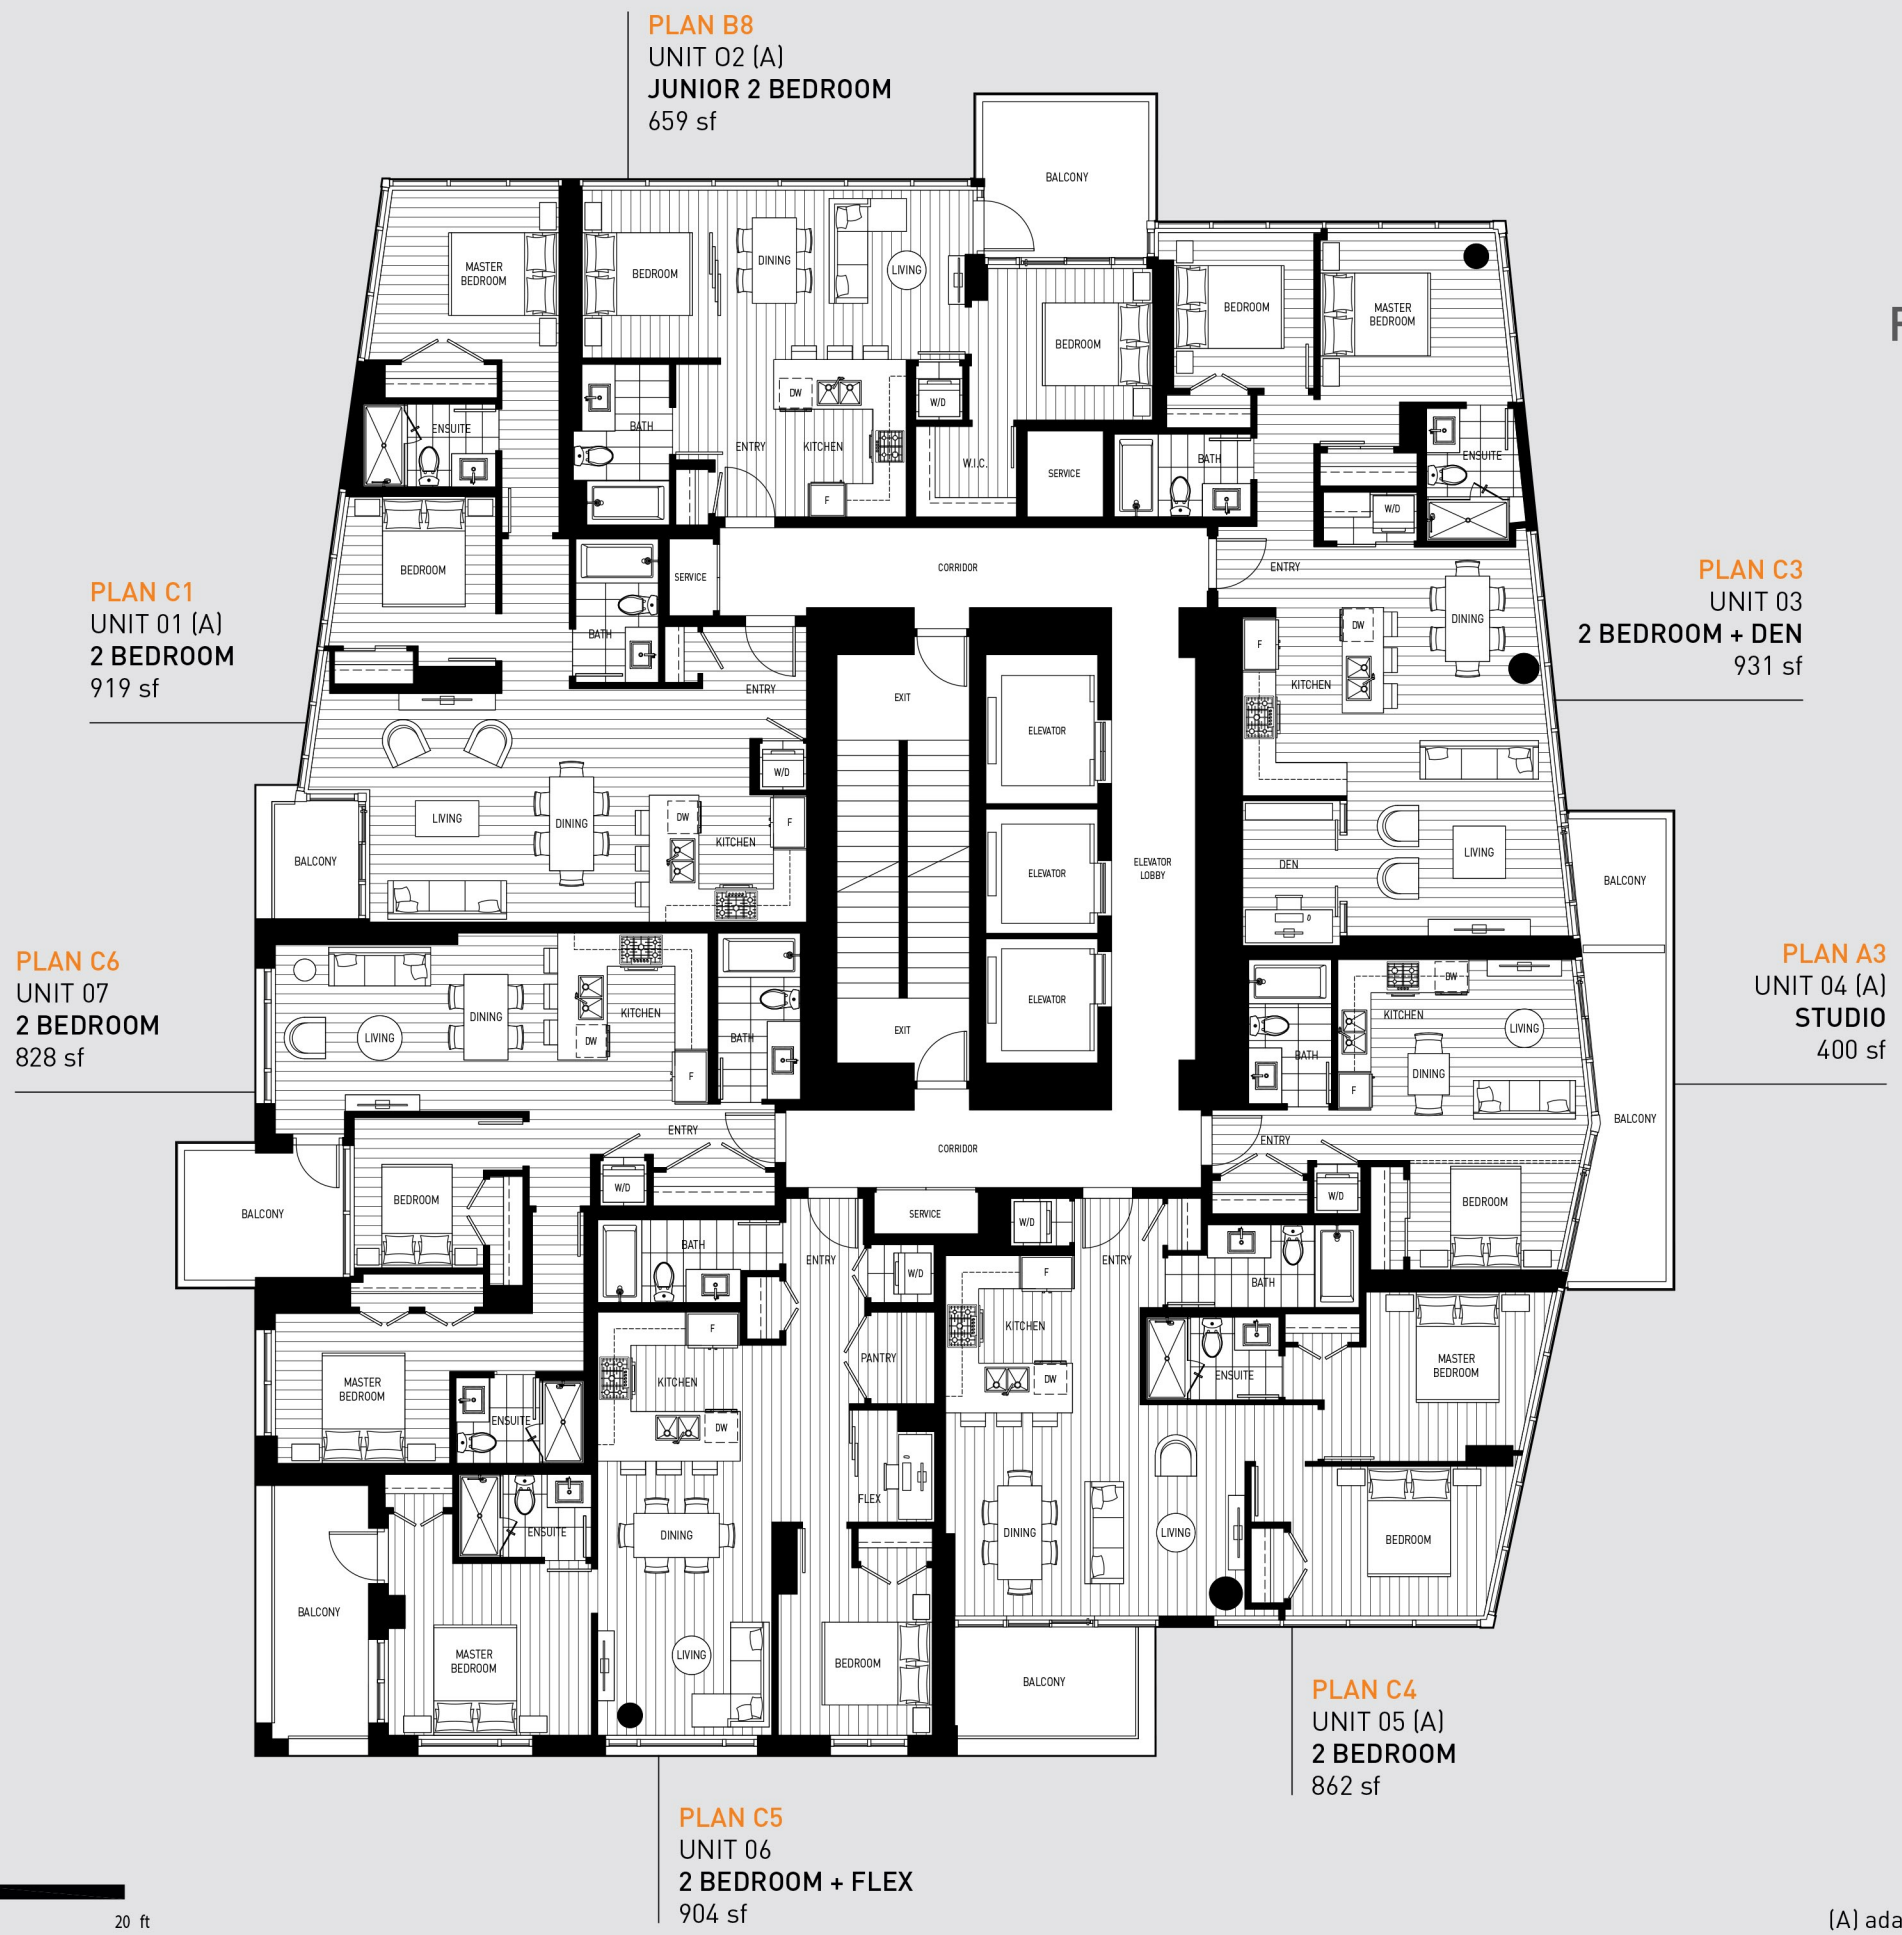 PLAN B8
UNIT O2 (A)
JUNIOR 2 BEDROOM
659 sf
BALCONY
MASTER
BEDROOM
BEDROOM
DINING
LIVING
BEDROOM
BEDROOM
MASTER
BEDROOM
F
DW
W/D
ENSUITE
BATH
ENTRY
KITCHEN
F
W.I.C.
SERVICE
BATH
ENSUITE
W/D
PLAN C1
UNIT 01 (A)
2 BEDROOM
919 sf
BEDROOM
BATH
SERVICE
CORRIDOR
ENTRY
PLAN C3
UNIT 03
2 BEDROOM + DEN
931 sf
DW
DINING
F
KITCHEN
ENTRY
EXIT
ELEVATOR
W/D
LIVING
DINING
DW
F
KITCHEN
BALCONY
ELEVATOR
ELEVATOR
LOBBY
DEN
LIVING
BALCONY
PLAN C6
UNIT 07
2 BEDROOM
828 sf
LIVING
DINING
KITCHEN
DW
F
BATH
EXIT
ELEVATOR
PLAN A3
UNIT 04 (A)
STUDIO
400 sf
KITCHEN
DW
LIVING
BATH
DINING
F
BALCONY
ENTRY
CORRIDOR
ENTRY
W/D
W/D
BEDROOM
BEDROOM
BALCONY
SERVICE
W/D
BATH
ENTRY
W/D
ENTRY
F
BATH
F
KITCHEN
PANTRY
KITCHEN
DW
ENSUITE
MASTER
BEDROOM
MASTER
BEDROOM
ENSUITE
DW
FLEX
ENSUITE
DINING
DINING
LIVING
BEDROOM
BALCONY
MASTER
BEDROOM
LIVING
BEDROOM
BALCONY
PLAN C4
UNIT 05 (A)
2 BEDROOM
862 sf
PLAN C5
UNIT 06
2 BEDROOM + FLEX
904 sf
20 ft
(A) ada